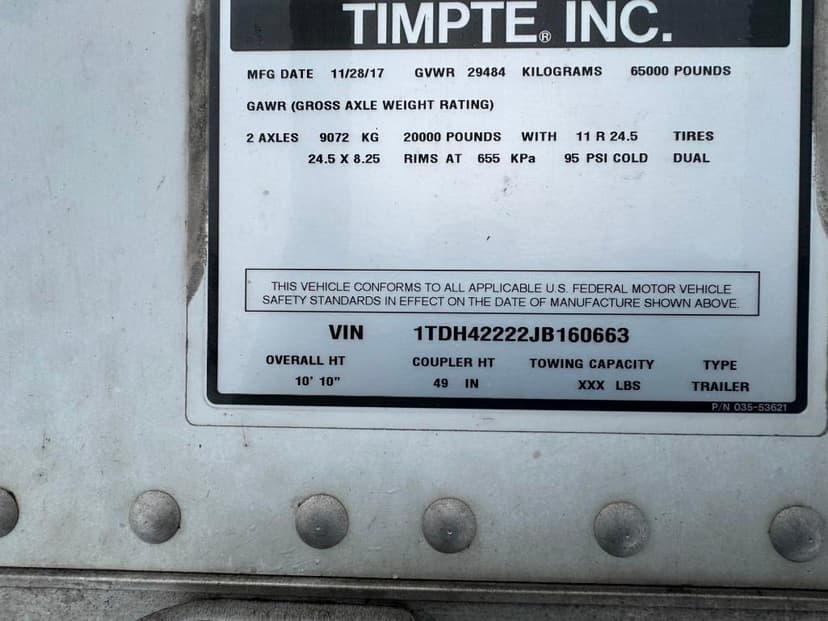 TIMPTE® INC.
MFG DATE 11/28/17 GVWR 29484 KILOGRAMS 65000 POUNDS
GAWR (GROSS AXLE WEIGHT RATING)
2 AXLES 9072 KG 20000 POUNDS WITH 11 R 24.5 TIRES
24.5 X 8.25 RIMS AT 655 KPa 95 PSI COLD DUAL
THIS VEHICLE CONFORMS TO ALL APPLICABLE U.S. FEDERAL MOTOR VEHICLE
SAFETY STANDARDS IN EFFECT ON THE DATE OF MANUFACTURE SHOWN ABOVE.
VIN 1TDH42222JB160663
OVERALL HT COUPLER HT TOWING CAPACITY TYPE
10' 10" 49 IN XXX LBS TRAILER
P/N 035-53621